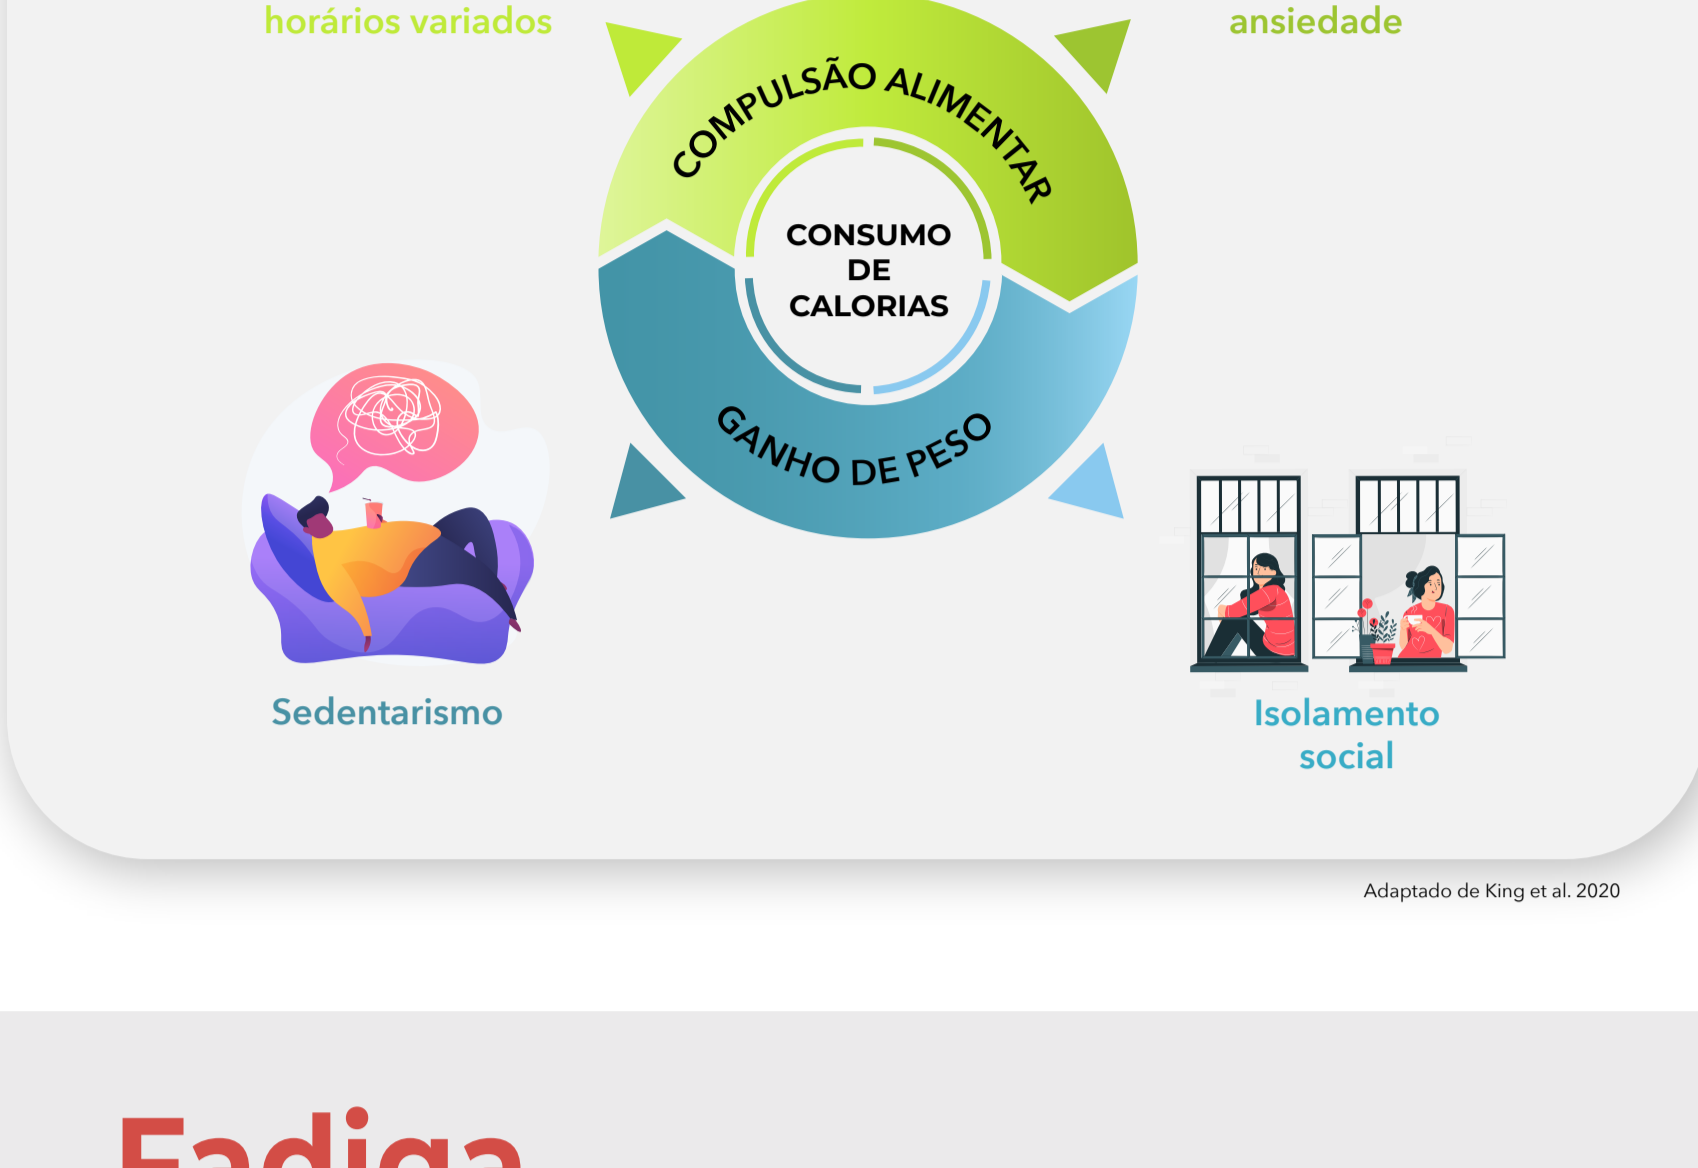 horários variados
ansiedade
COMPULSÃO ALIMENTAR
CONSUMO
DE
CALORIAS
GANHO DE PESO
Sedentarismo
Isolamento
social
Adaptado de King et al. 2020
Fadiga